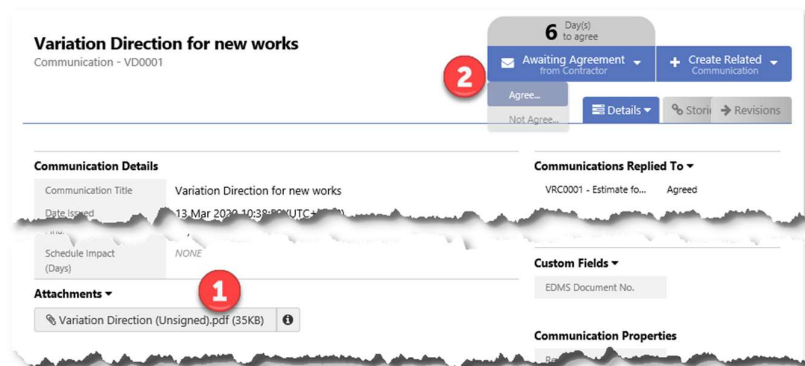 Variation Direction for new works
Communication - VD0001
6 Day(s) to agree
Awaiting Agreement
from Contractor
Create Related
Communication
2
Agree...
Not Agree...
Details
Revisions
Communication Details
Communication Title Variation Direction for new works
Date Issued 13 Mar 2020
Schedule Impact (Days) NONE
Attachments
1
Variation Direction (Unsigned).pdf (35KB)
Communications Replied To
VRC0001 - Estimate fo... Agreed
Custom Fields
EDMS Document No.
Communication Properties